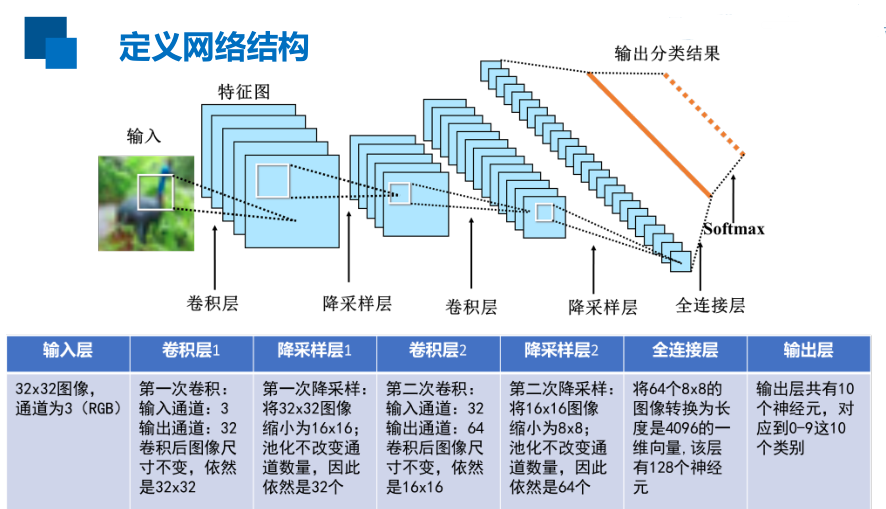 定义网络结构
输出分类结果
特征图
输入
Softmax
卷积层
降采样层
卷积层
降采样层
全连接层
输入层
卷积层1
降采样层1
卷积层2
降采样层2
全连接层
输出层
32x32图像，
通道为3（RGB）
第一次卷积：
输入通道：3
输出通道：32
卷积后图像尺
寸不变，依然
是32x32
第一次降采样：
将32x32图像
缩小为16x16；
池化不改变通
道数量，因此
依然是32个
第二次卷积：
输入通道：32
输出通道：64
卷积后图像尺
寸不变，依然
是16x16
第二次降采样：
将16x16图像
缩小为8x8；
池化不改变通
道数量，因此
依然是64个
将64个8x8的
图像转换为长
度是4096的一
维向量,该层
有128个神经
元
输出层共有10
个神经元，对
应到0-9这10
个类别